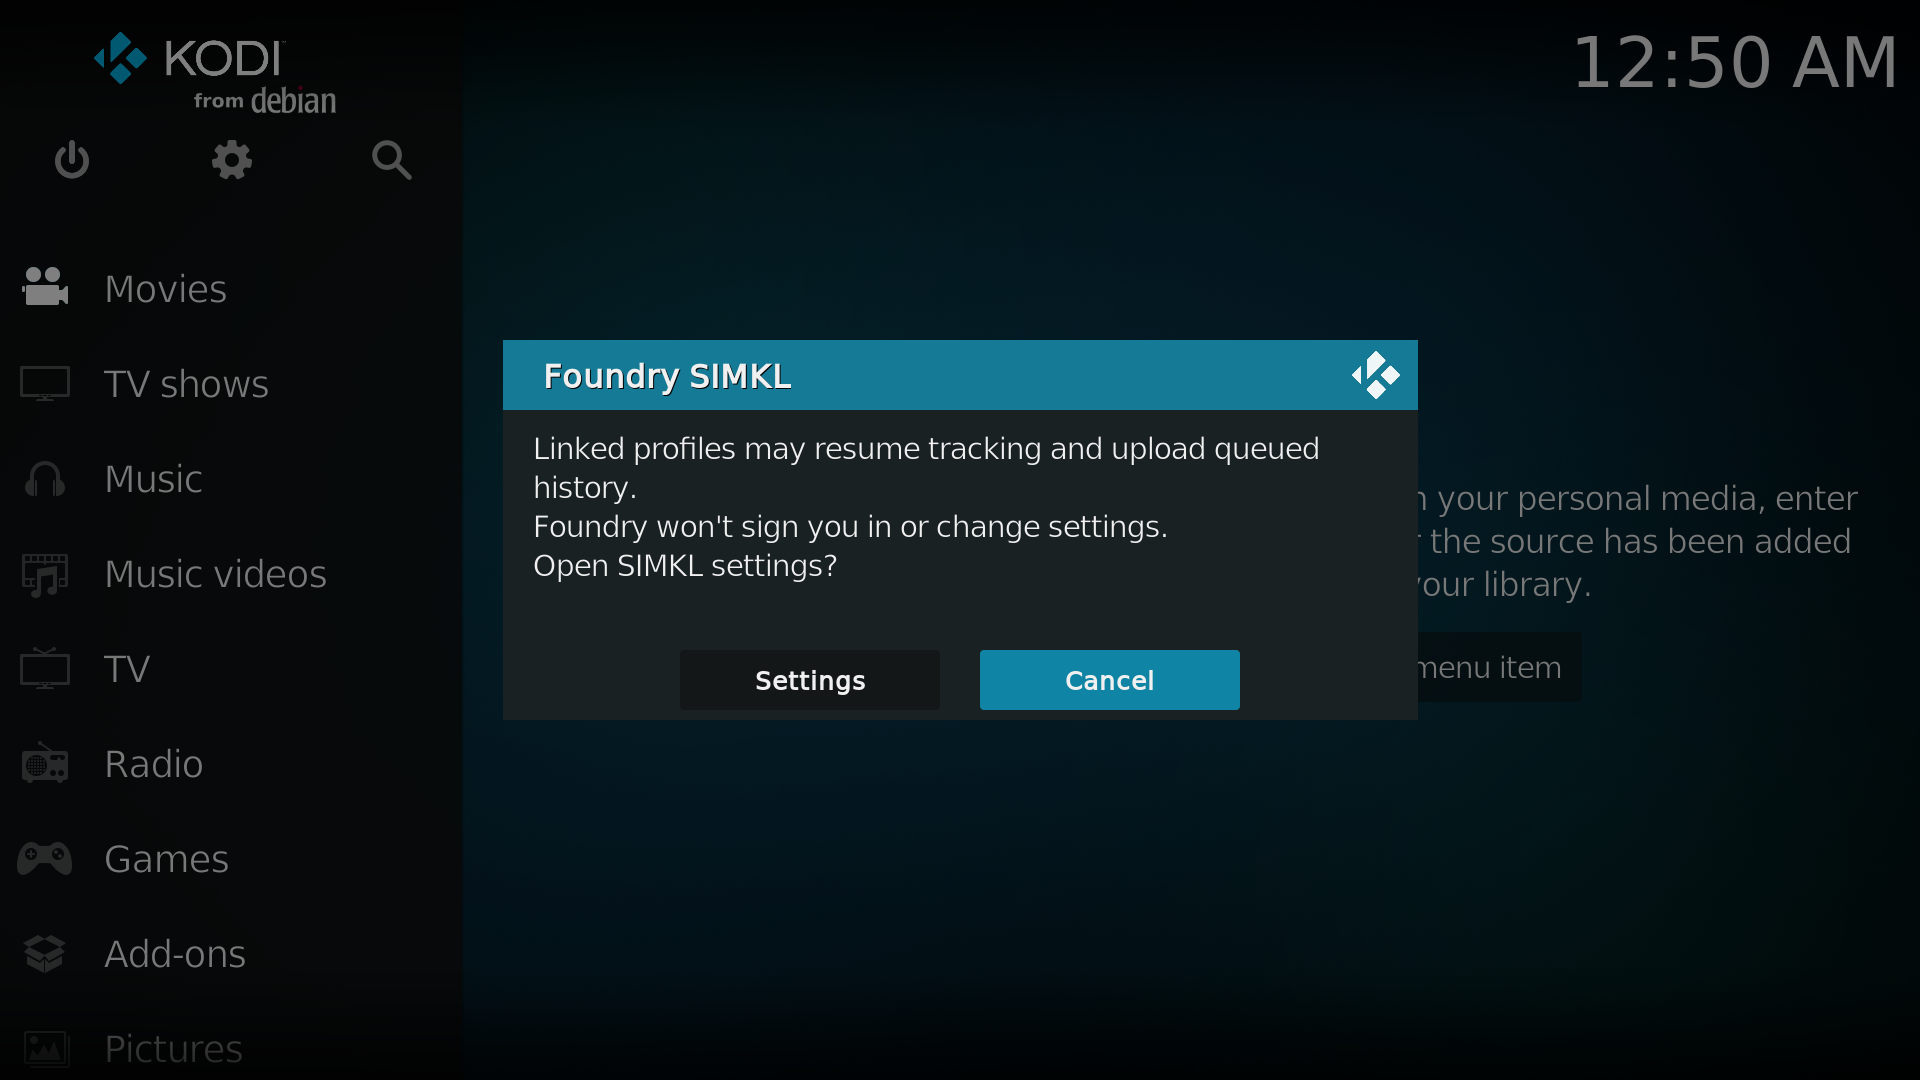 KODI
from debian
12:50 AM
Movies
TV shows
Music
Music videos
TV
Radio
Games
Add-ons
Pictures
Foundry SIMKL
Linked profiles may resume tracking and upload queued
history.
Foundry won't sign you in or change settings.
Open SIMKL settings?
Settings
Cancel
your personal media, enter
the source has been added
your library.
menu item